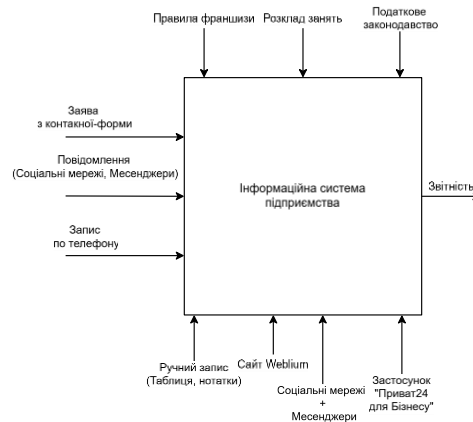 Правила франшизи
Розклад занять
Податкове
законодавство
Заява
з контакної-форми
Повідомлення
(Соціальні мережі, Месенджери)
Запис
по телефону
Інформаційна система
підприємства
Звітність
Ручний запис
(Таблиця, нотатки)
Сайт Weblium
Соціальні мережі
+
Месенджери
Застосунок
"Приват24
для Бізнесу"